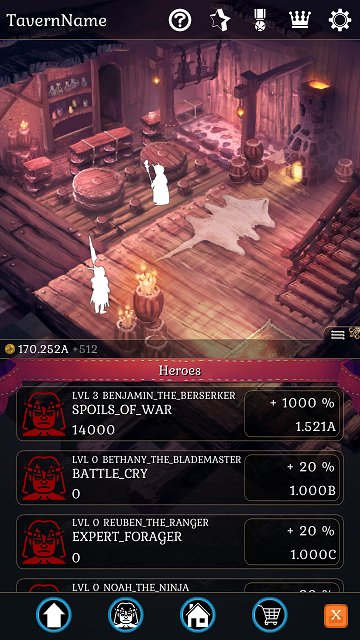 TavernName
?
170.252A +512
Heroes
LVL 3 BENJAMIN_THE_BERSERKER
SPOILS_OF_WAR
14000
+ 1000 %
1.521A
LVL 0 BETHANY_THE_BLADEMASTER
BATTLE_CRY
0
+ 20 %
1.000B
LVL 0 REUBEN_THE_RANGER
EXPERT_FORAGER
0
+ 20 %
1.000C
LVL 0 NOAH_THE_NINJA
X